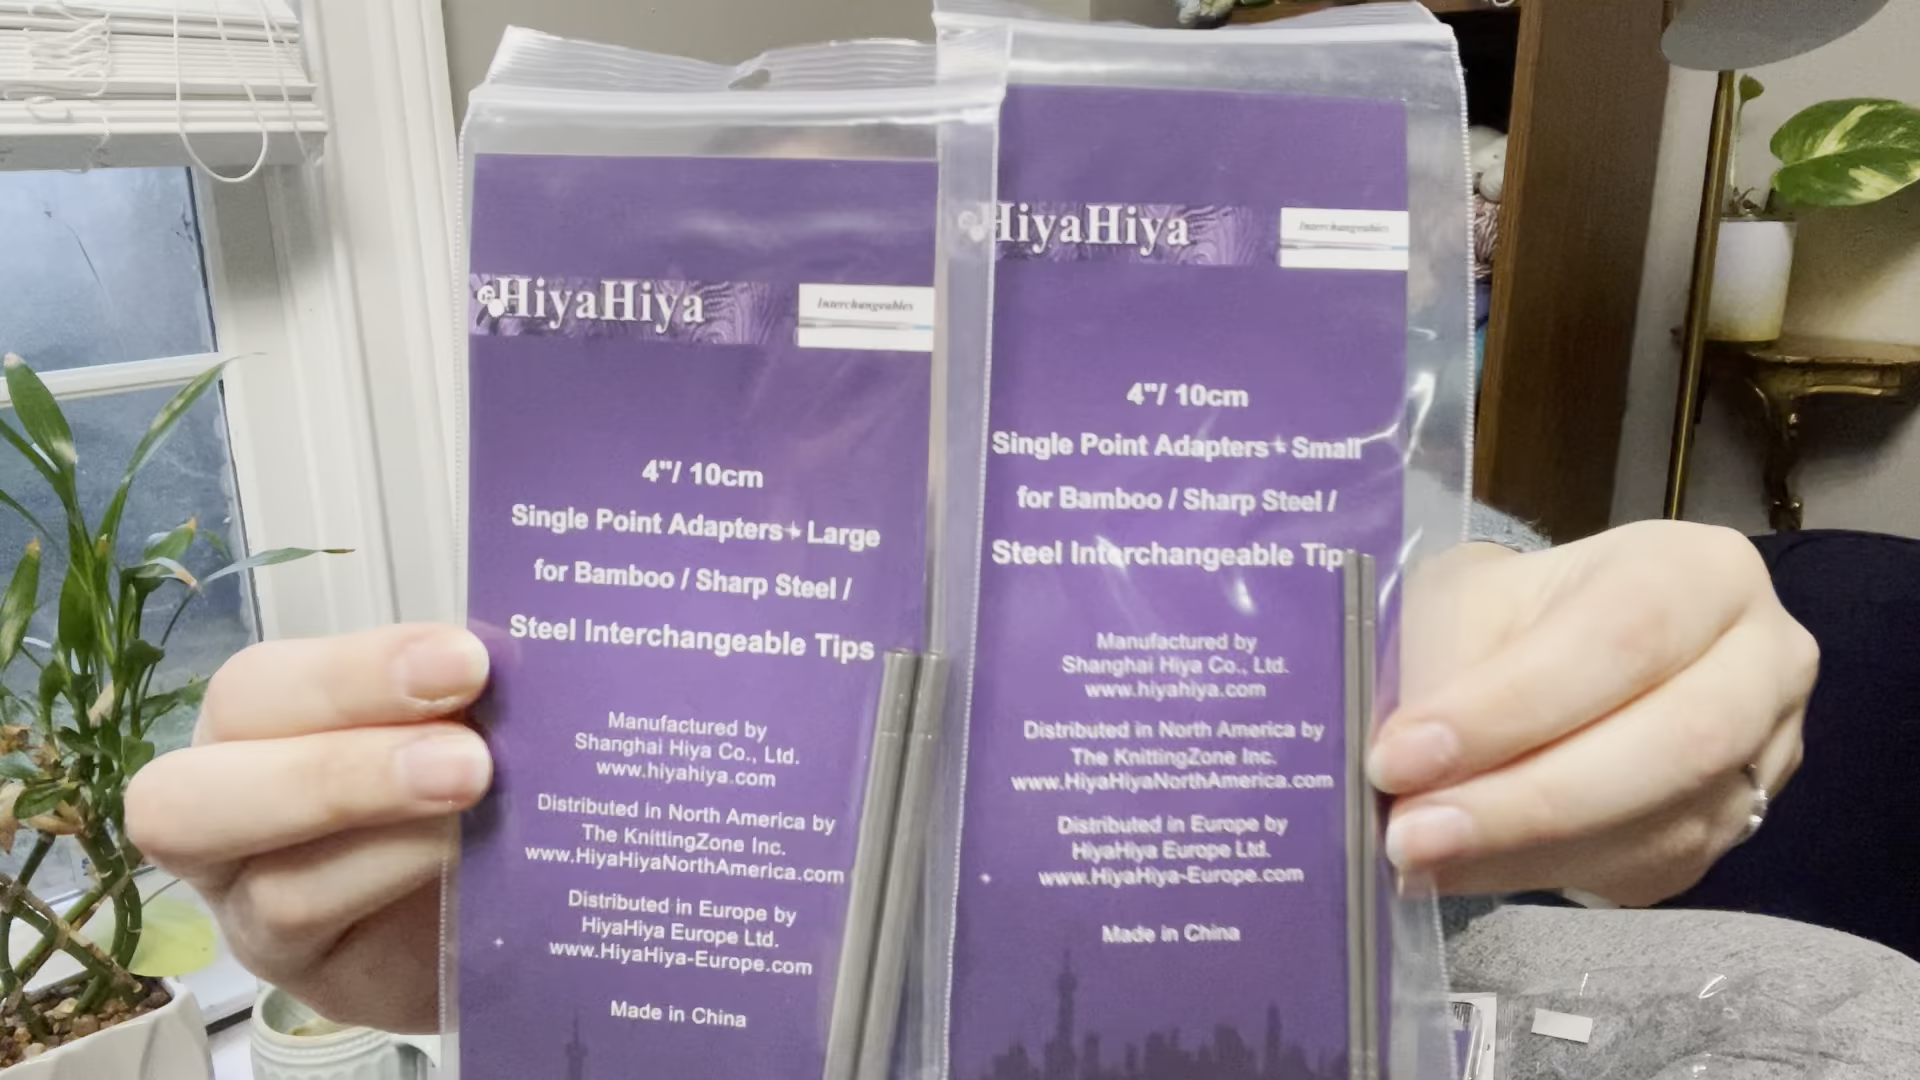 HiyaHiya
Interchangeables
4"/ 10cm
Single Point Adapters + Large
for Bamboo / Sharp Steel /
Steel Interchangeable Tips
Manufactured by
Shanghai Hiya Co., Ltd.
www.hiyahiya.com
Distributed in North America by
The KnittingZone Inc.
www.HiyaHiyaNorthAmerica.com
Distributed in Europe by
HiyaHiya Europe Ltd.
www.HiyaHiya-Europe.com
Made in China
HiyaHiya
Interchangeables
4"/ 10cm
Single Point Adapters + Small
for Bamboo / Sharp Steel /
Steel Interchangeable Tip
Manufactured by
Shanghai Hiya Co., Ltd.
www.hiyahiya.com
Distributed in North America by
The KnittingZone Inc.
www.HiyaHiyaNorthAmerica.com
Distributed in Europe by
HiyaHiya Europe Ltd.
www.HiyaHiya-Europe.com
Made in China